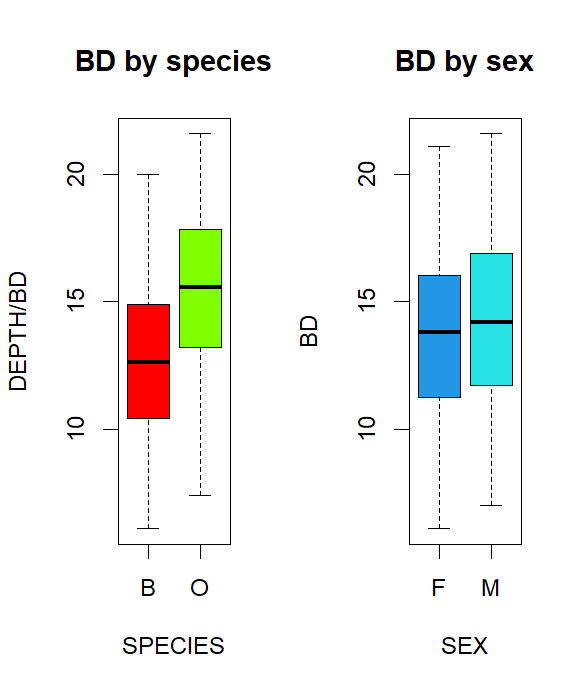 BD by species
DEPTH/BD
20
15
10
B O
SPECIES
BD by sex
BD
20
15
10
F M
SEX